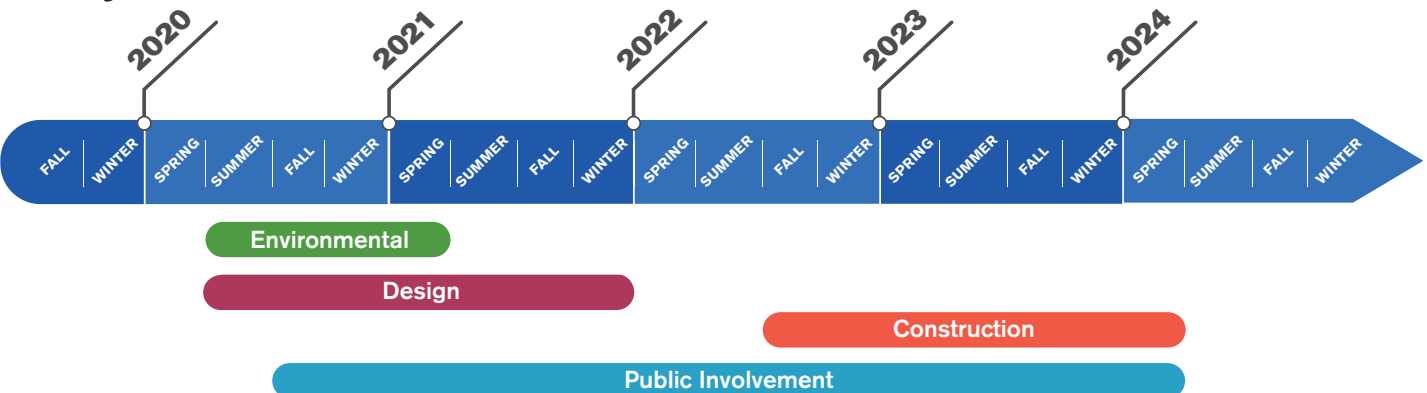 2020
2021
2022
2023
2024
FALL
WINTER
SPRING
SUMMER
FALL
WINTER
SPRING
SUMMER
FALL
WINTER
SPRING
SUMMER
FALL
WINTER
SPRING
SUMMER
FALL
WINTER
SPRING
SUMMER
FALL
WINTER
Environmental
Design
Construction
Public Involvement